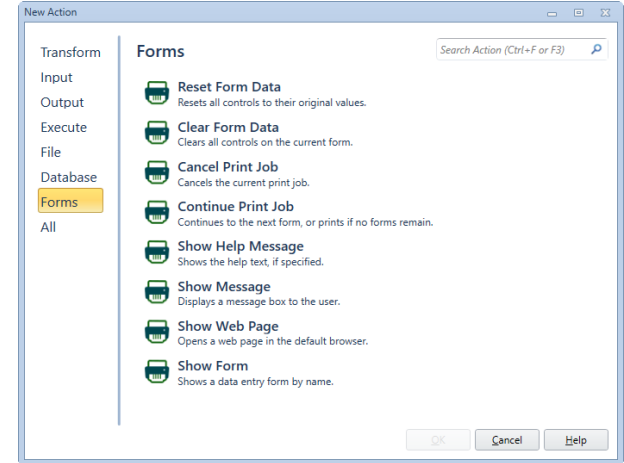 New Action
Transform
Input
Output
Execute
File
Database
Forms
All
Forms
Search Action (Ctrl+F or F3)
Reset Form Data
Resets all controls to their original values.
Clear Form Data
Clears all controls on the current form.
Cancel Print Job
Cancels the current print job.
Continue Print Job
Continues to the next form, or prints if no forms remain.
Show Help Message
Shows the help text, if specified.
Show Message
Displays a message box to the user.
Show Web Page
Opens a web page in the default browser.
Show Form
Shows a data entry form by name.
OK
Cancel
Help